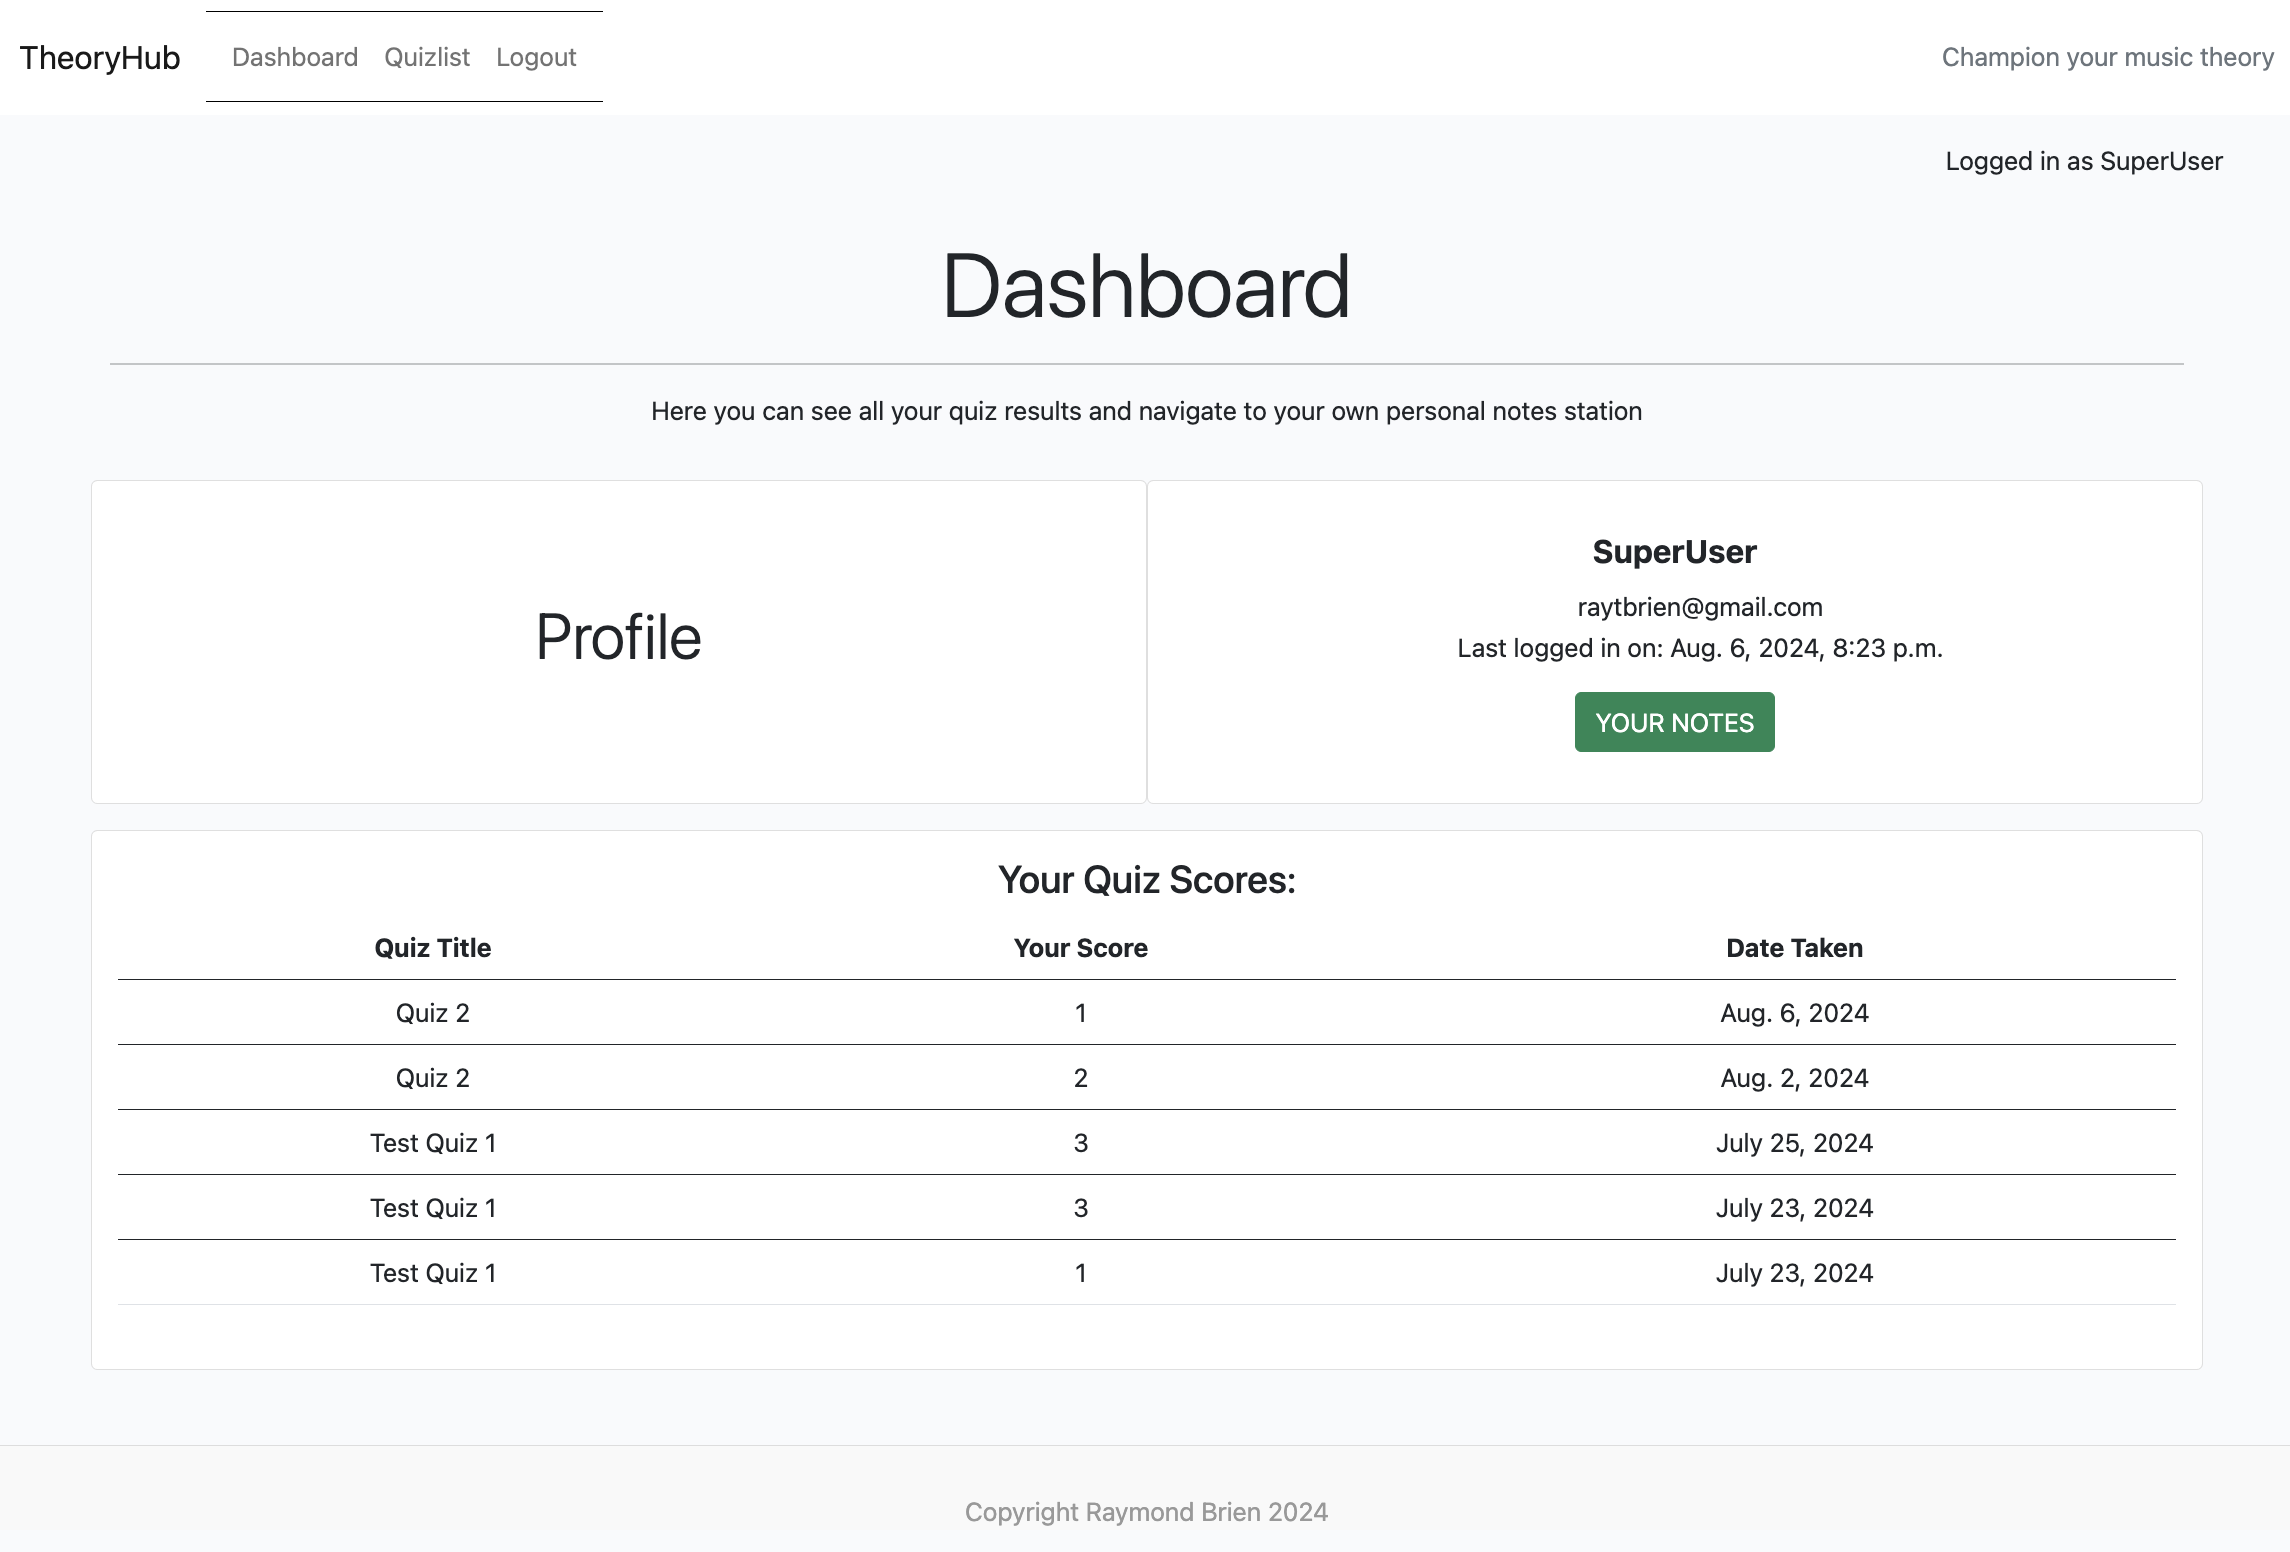 TheoryHub Dashboard Quizlist Logout Champion your music theory
Logged in as SuperUser
Dashboard
Here you can see all your quiz results and navigate to your own personal notes station
Profile
SuperUser
raytbrien@gmail.com
Last logged in on: Aug. 6, 2024, 8:23 p.m.
YOUR NOTES
Your Quiz Scores:
Quiz Title Your Score Date Taken
Quiz 2 1 Aug. 6, 2024
Quiz 2 2 Aug. 2, 2024
Test Quiz 1 3 July 25, 2024
Test Quiz 1 3 July 23, 2024
Test Quiz 1 1 July 23, 2024
Copyright Raymond Brien 2024